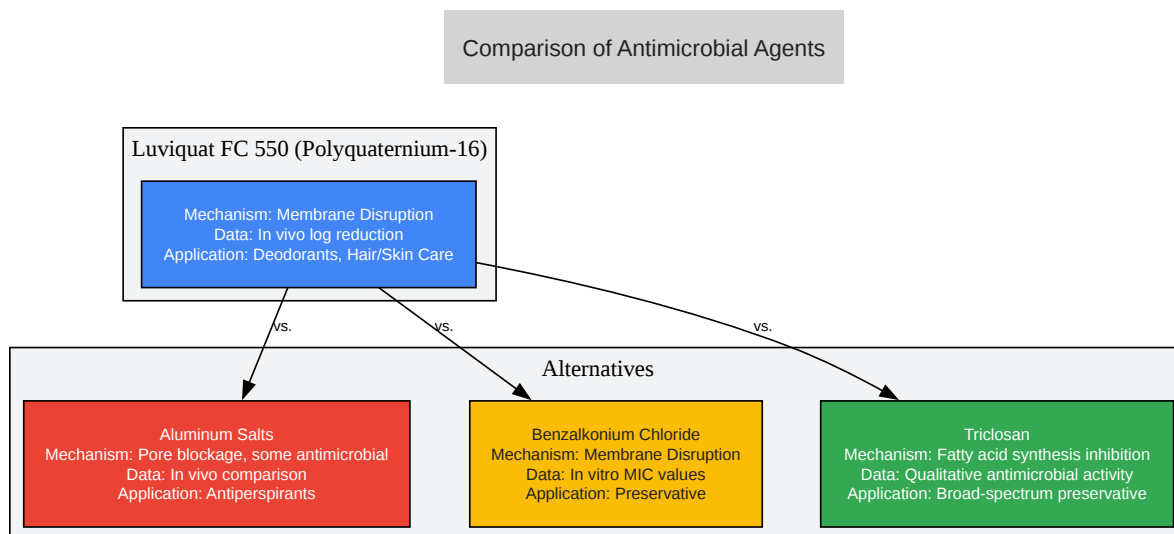 Comparison of Antimicrobial Agents
Luviquat FC 550 (Polyquaternium-16)
Mechanism: Membrane Disruption
Data: In vivo log reduction
Application: Deodorants, Hair/Skin Care
vs.
vs.
vs.
Alternatives
Aluminum Salts
Mechanism: Pore blockage, some antimicrobial
Data: In vivo comparison
Application: Antiperspirants
Benzalkonium Chloride
Mechanism: Membrane Disruption
Data: In vitro MIC values
Application: Preservative
Triclosan
Mechanism: Fatty acid synthesis inhibition
Data: Qualitative antimicrobial activity
Application: Broad-spectrum preservative